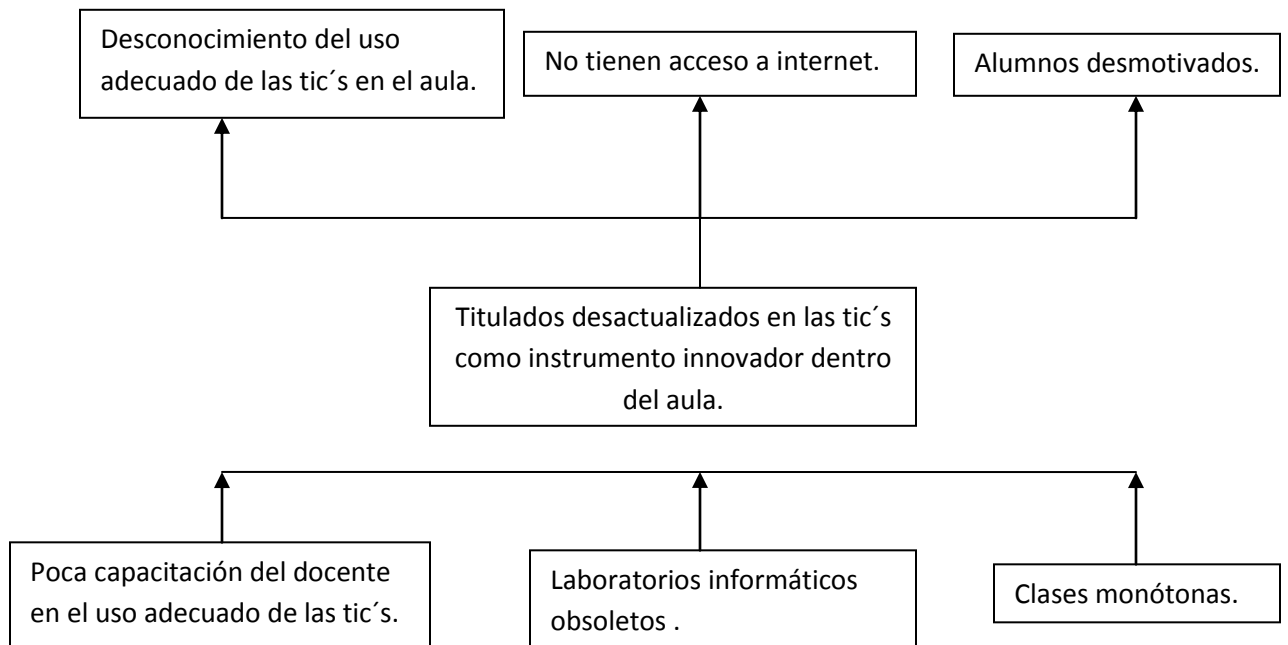 Desconocimiento del uso
adecuado de las tic´s en el aula.
No tienen acceso a internet.
Alumnos desmotivados.
Titulados desactualizados en las tic´s
como instrumento innovador dentro
del aula.
Poca capacitación del docente
en el uso adecuado de las tic´s.
Laboratorios informáticos
obsoletos .
Clases monótonas.